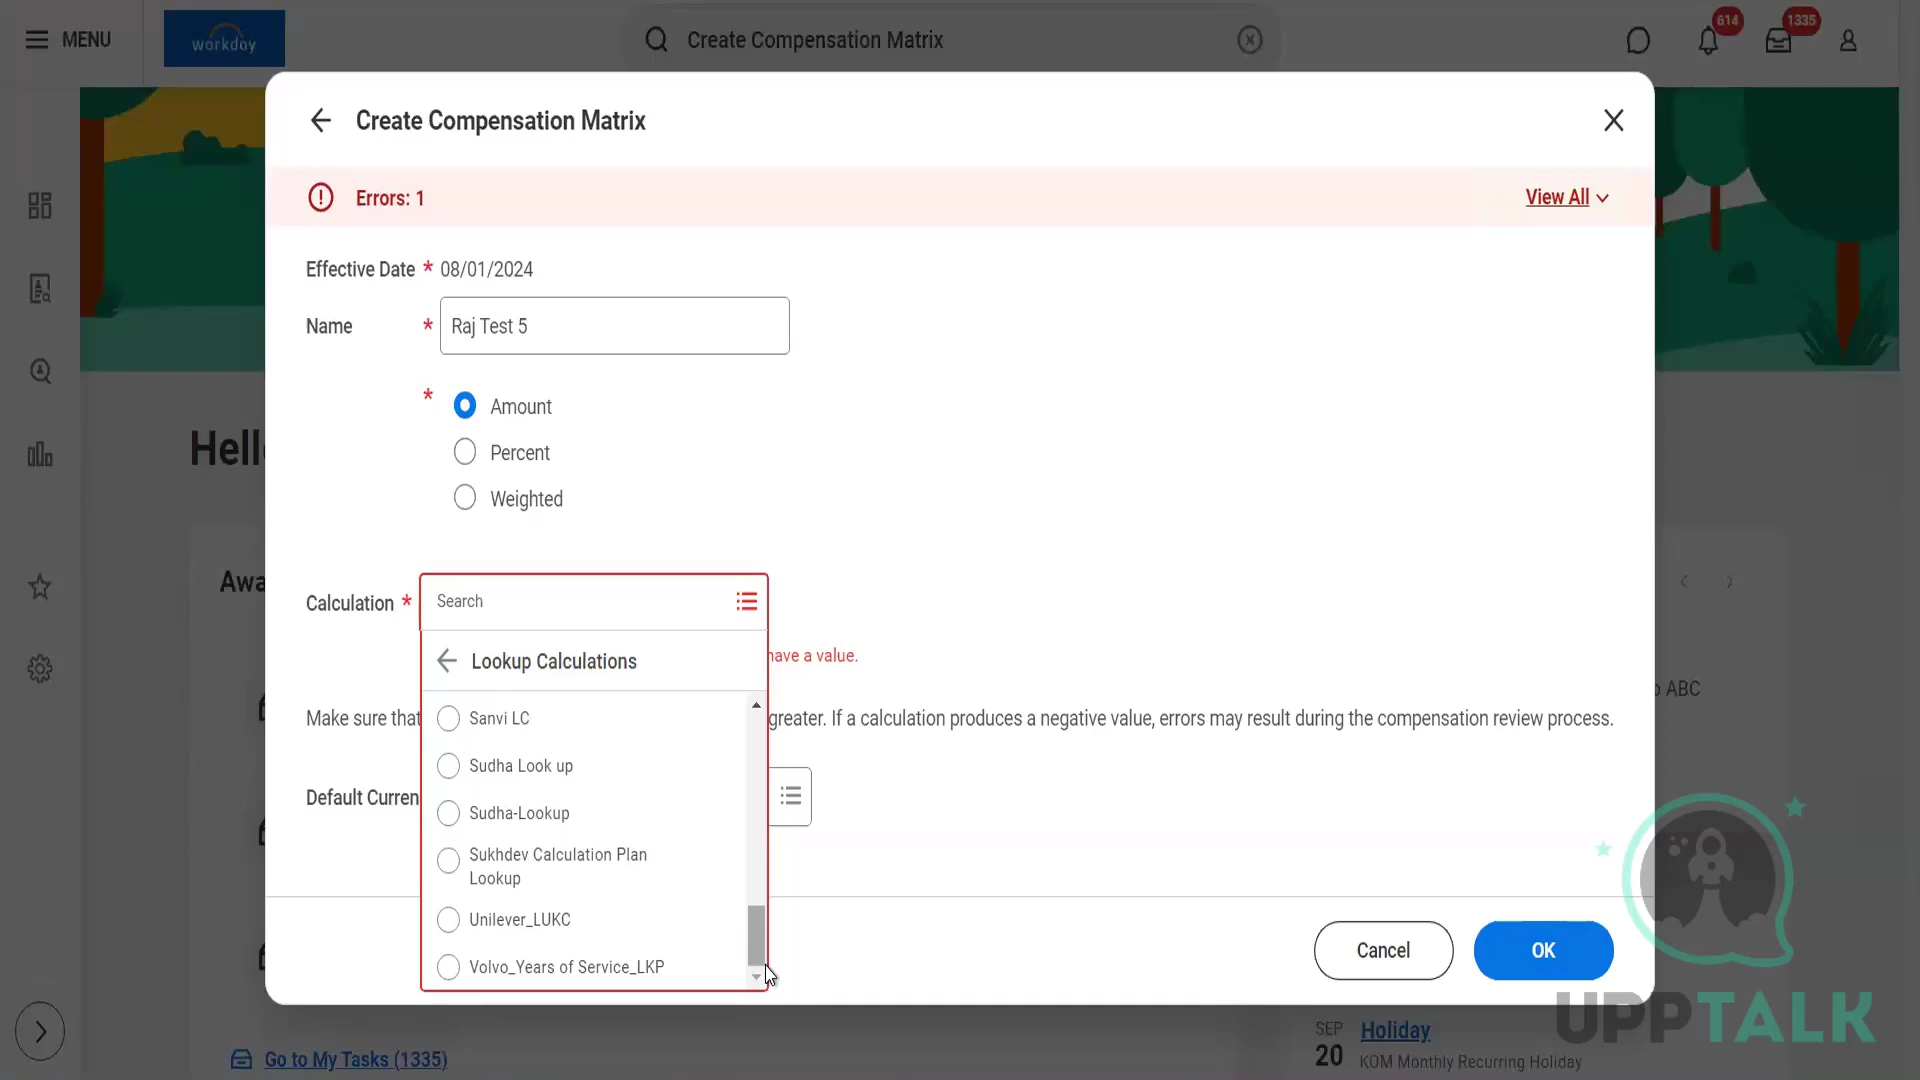 MENU
workday
Create Compensation Matrix
614
1335
Create Compensation Matrix
Errors: 1
View All
Effective Date * 08/01/2024
Name * Raj Test 5
*
Amount
Percent
Weighted
Hell
Awa
Calculation * Search
Lookup Calculations
have a value.
ABC
Make sure that
greater. If a calculation produces a negative value, errors may result during the compensation review process.
Sanvi LC
Sudha Look up
Default Curren
Sudha-Lookup
Sukhdev Calculation Plan
Lookup
Unilever_LUKC
Volvo_Years of Service_LKP
Cancel
OK
UPPTALK
SEP
20
Holiday
KOM Monthly Recurring Holiday
Go to My Tasks (1335)